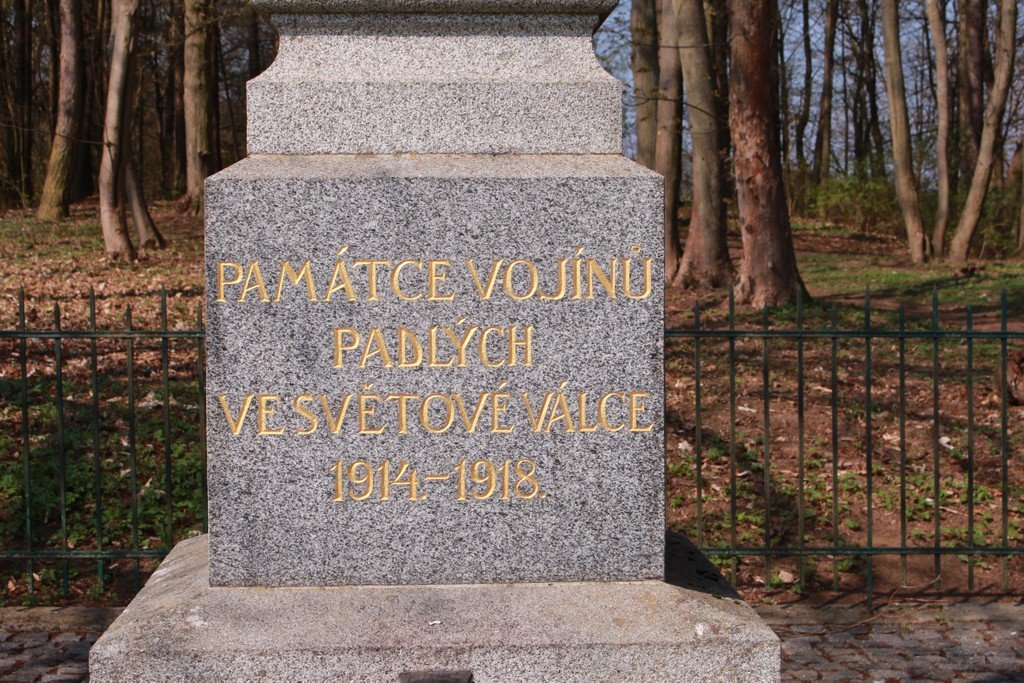 PAMÁTCE VOJÍNŮ
PADLÝCH
VE SVĚTOVÉ VÁLCE
1914.-1918.